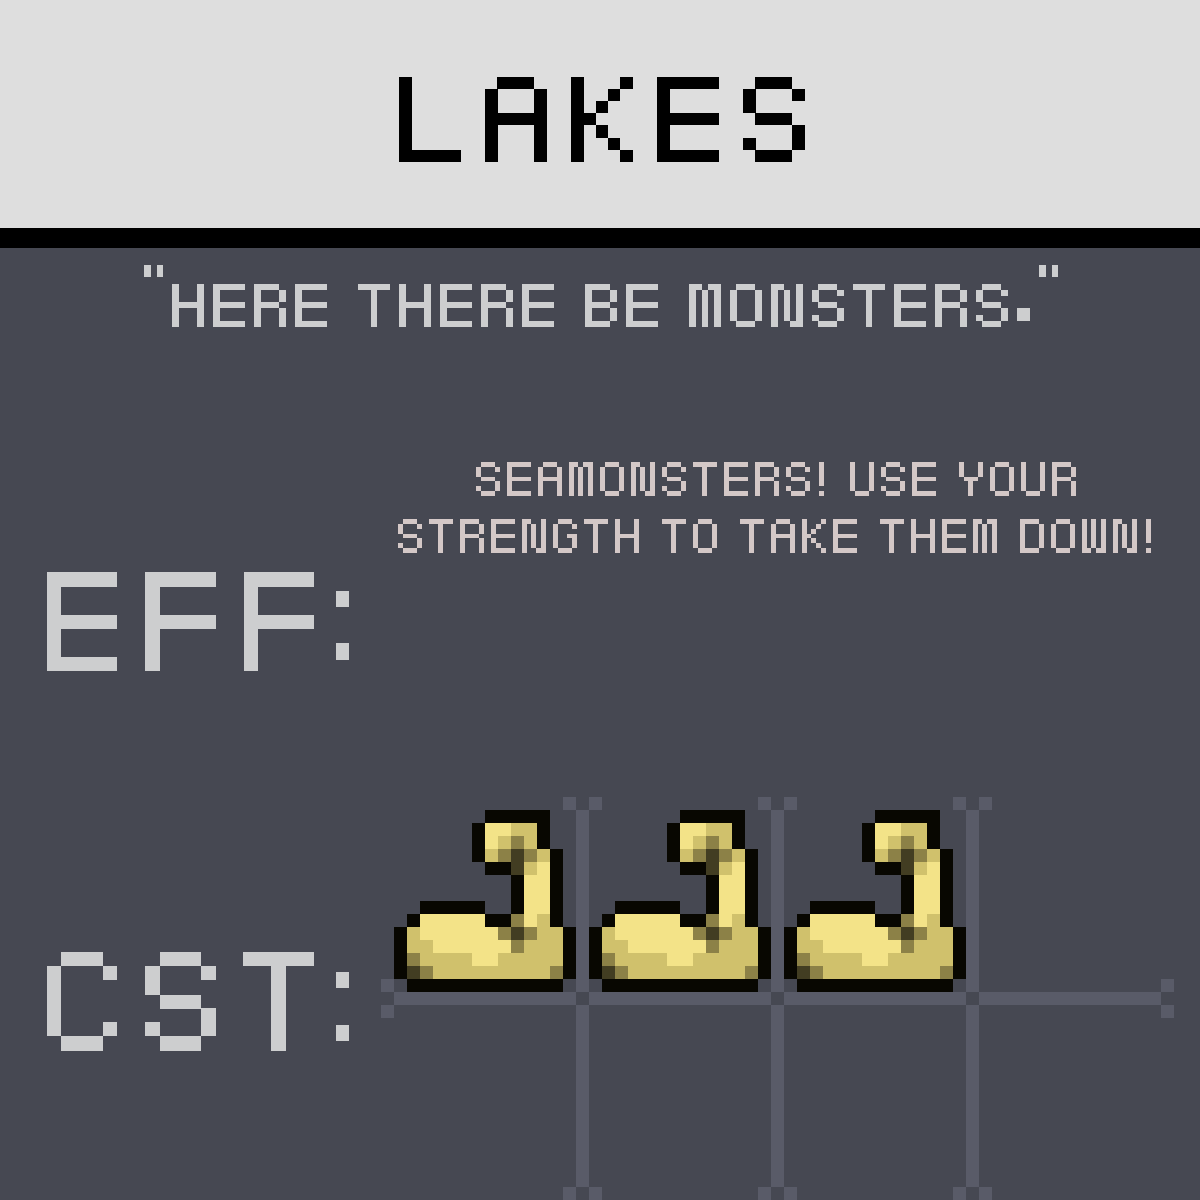 LAKES
"HERE THERE BE MONSTERS."
SEAMONSTERS! USE YOUR
STRENGTH TO TAKE THEM DOWN!
EFF:
CST: